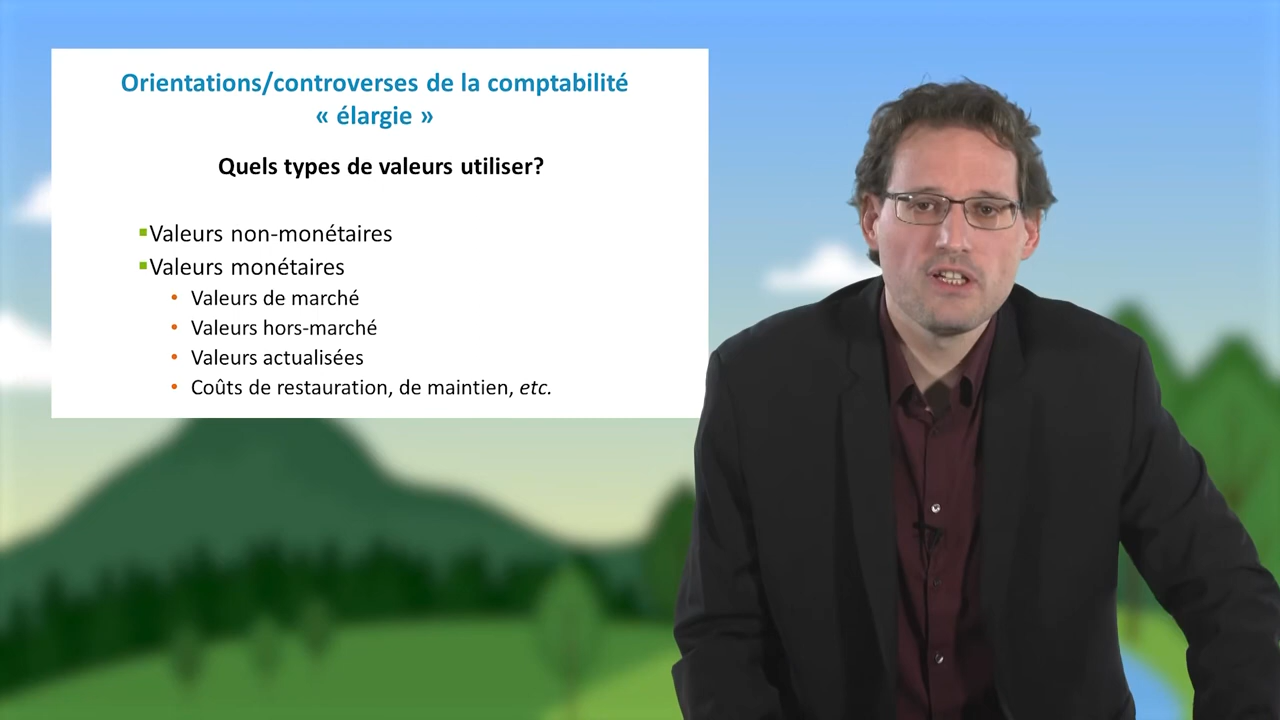 Orientations/controverses de la comptabilité
« élargie »
Quels types de valeurs utiliser?
Valeurs non-monétaires
Valeurs monétaires
Valeurs de marché
Valeurs hors-marché
Valeurs actualisées
Coûts de restauration, de maintien, etc.